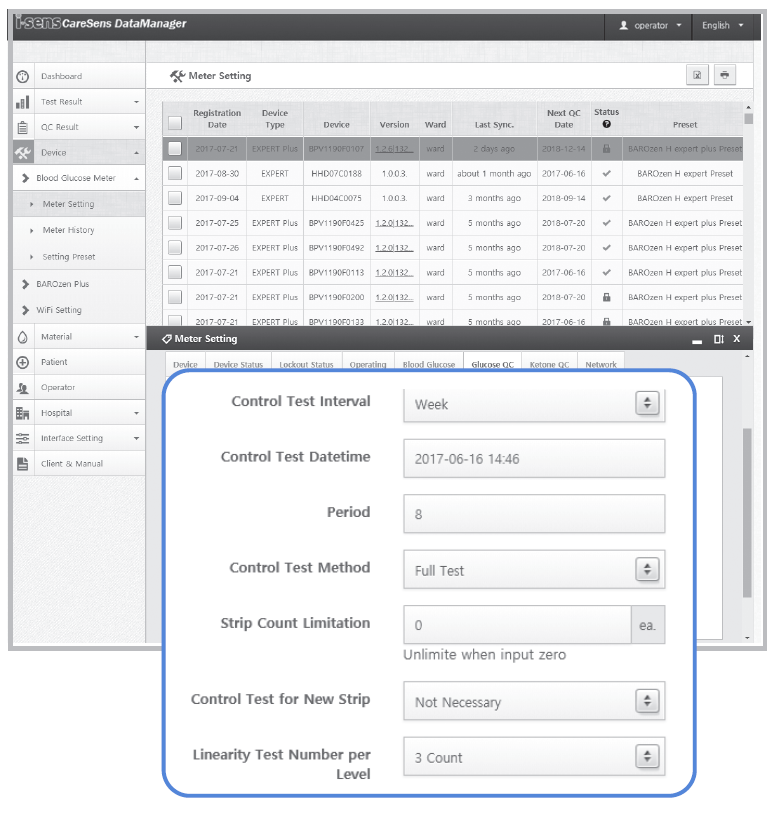 i-sens CareSens DataManager
operator
English
Dashboard
Meter Setting
Test Result
QC Result
Device
Blood Glucose Meter
Meter Setting
Meter History
Setting Preset
BAROzen Plus
WiFi Setting
Material
Patient
Operator
Hospital
Interface Setting
Client & Manual
Registration Date Device Type Device Version Ward Last Sync. Next QC Date Status Preset
2017-07-21 EXPERT Plus BPV1190F0107 1.2.6|132... ward 2 days ago 2018-12-14 BAROzen H expert plus Preset
2017-08-30 EXPERT HHD07C0188 1.0.0.3. ward about 1 month ago 2017-06-16 BAROzen H expert Preset
2017-09-04 EXPERT HHD04C0075 1.0.0.3. ward 3 months ago 2018-09-14 BAROzen H expert Preset
2017-07-25 EXPERT Plus BPV1190F0425 1.2.0|132... ward 5 months ago 2018-07-20 BAROzen H expert plus Preset
2017-07-26 EXPERT Plus BPV1190F0492 1.2.0|132... ward 5 months ago 2018-07-20 BAROzen H expert plus Preset
2017-07-21 EXPERT Plus BPV1190F0113 1.2.0|132... ward 5 months ago 2017-06-16 BAROzen H expert plus Preset
2017-07-21 EXPERT Plus BPV1190F0200 1.2.0|132... ward 5 months ago 2018-07-20 BAROzen H expert plus Preset
2017-07-21 EXPERT Plus BPV1190F0133 1.2.0|132... ward 5 months ago 2017-06-16 BAROzen H expert plus Preset
Meter Setting
Device Device Status Lockout Status Operating Blood Glucose Glucose QC Ketone QC Network
Control Test Interval Week
Control Test Datetime 2017-06-16 14:46
Period 8
Control Test Method Full Test
Strip Count Limitation 0 ea.
Unlimite when input zero
Control Test for New Strip Not Necessary
Linearity Test Number per Level 3 Count